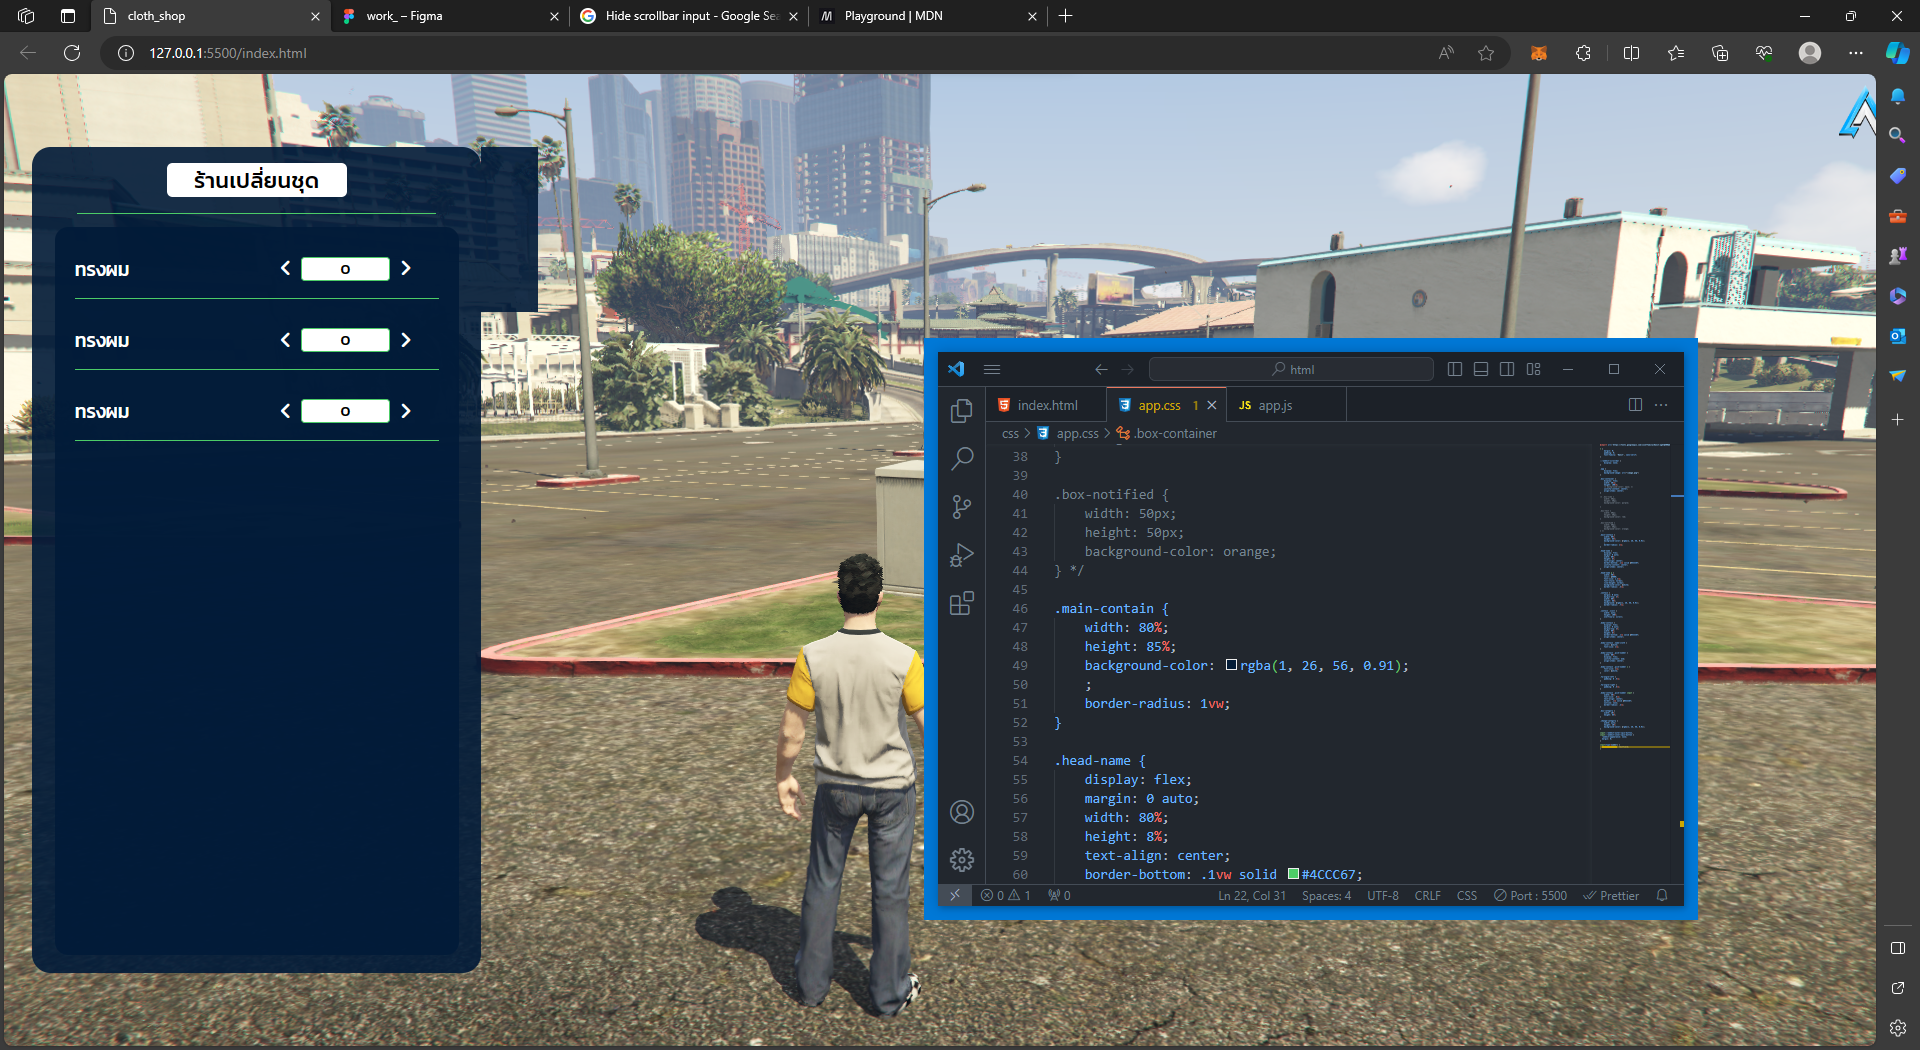 cloth_shop
work_ – Figma
Hide scrollbar input - Google Sea
Playground | MDN
127.0.0.1:5500/index.html
ร้านเปลี่ยนชุด
ทรงผม
0
ทรงผม
0
ทรงผม
0
html
index.html
app.css 1
JS app.js
css > app.css > .box-container
38 }
39
40 .box-notified {
41 width: 50px;
42 height: 50px;
43 background-color: orange;
44 } */
45
46 .main-contain {
47 width: 80%;
48 height: 85%;
49 background-color: rgba(1, 26, 56, 0.91);
50 ;
51 border-radius: 1vw;
52 }
53
54 .head-name {
55 display: flex;
56 margin: 0 auto;
57 width: 80%;
58 height: 8%;
59 text-align: center;
60 border-bottom: .1vw solid #4CCC67;
0 1 0 Ln 22, Col 31 Spaces: 4 UTF-8 CRLF CSS Port : 5500 Prettier